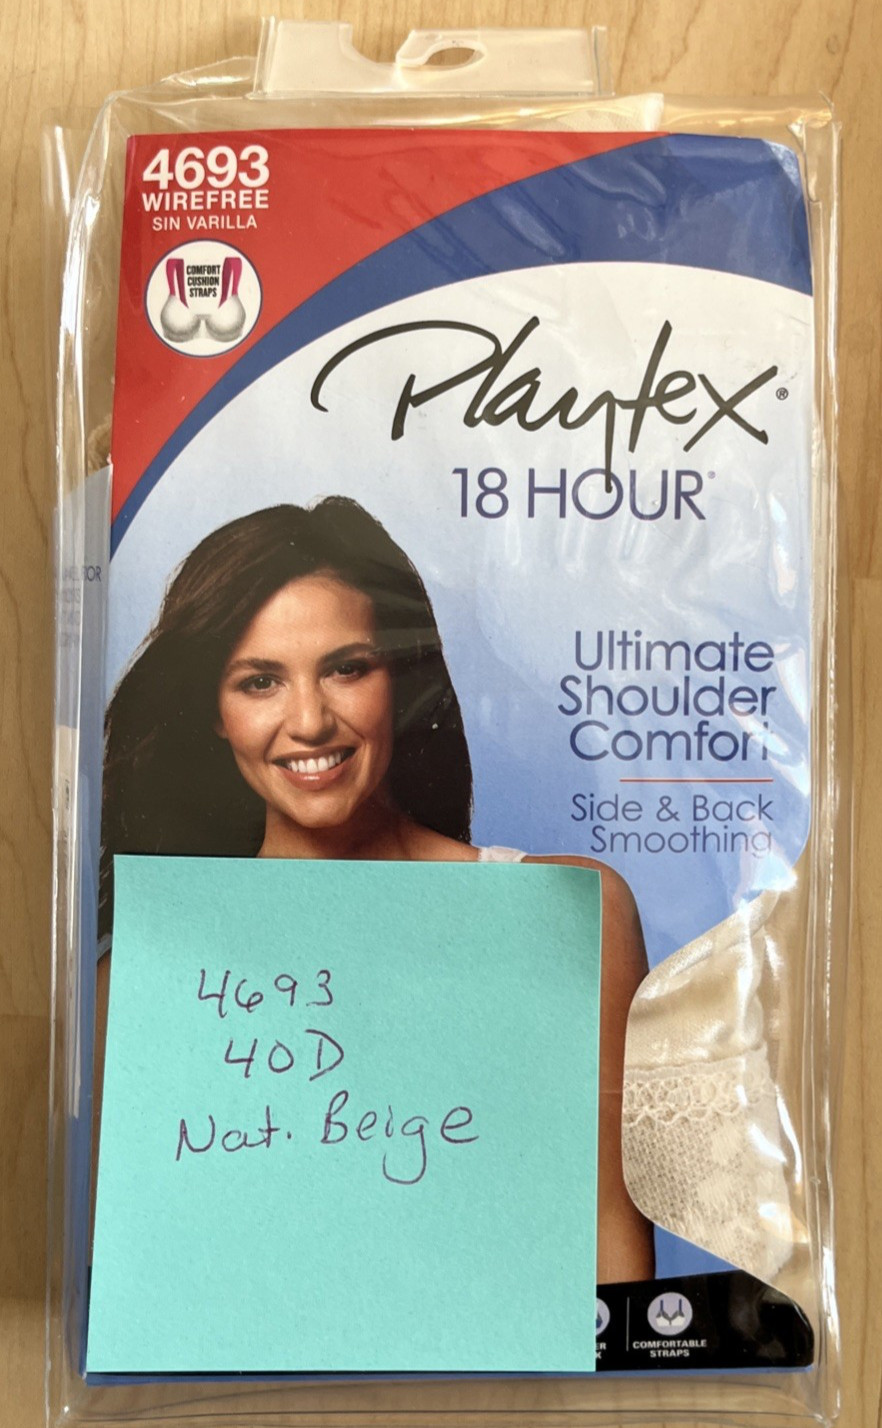 4693
WIREFREE
SIN VARILLA
COMFORT
CUSHION
STRAPS
Playtex®
18 HOUR®
Ultimate
Shoulder
Comfort
Side & Back
Smoothing
4693
40D
Nat. Beige
COMFORTABLE
STRAPS